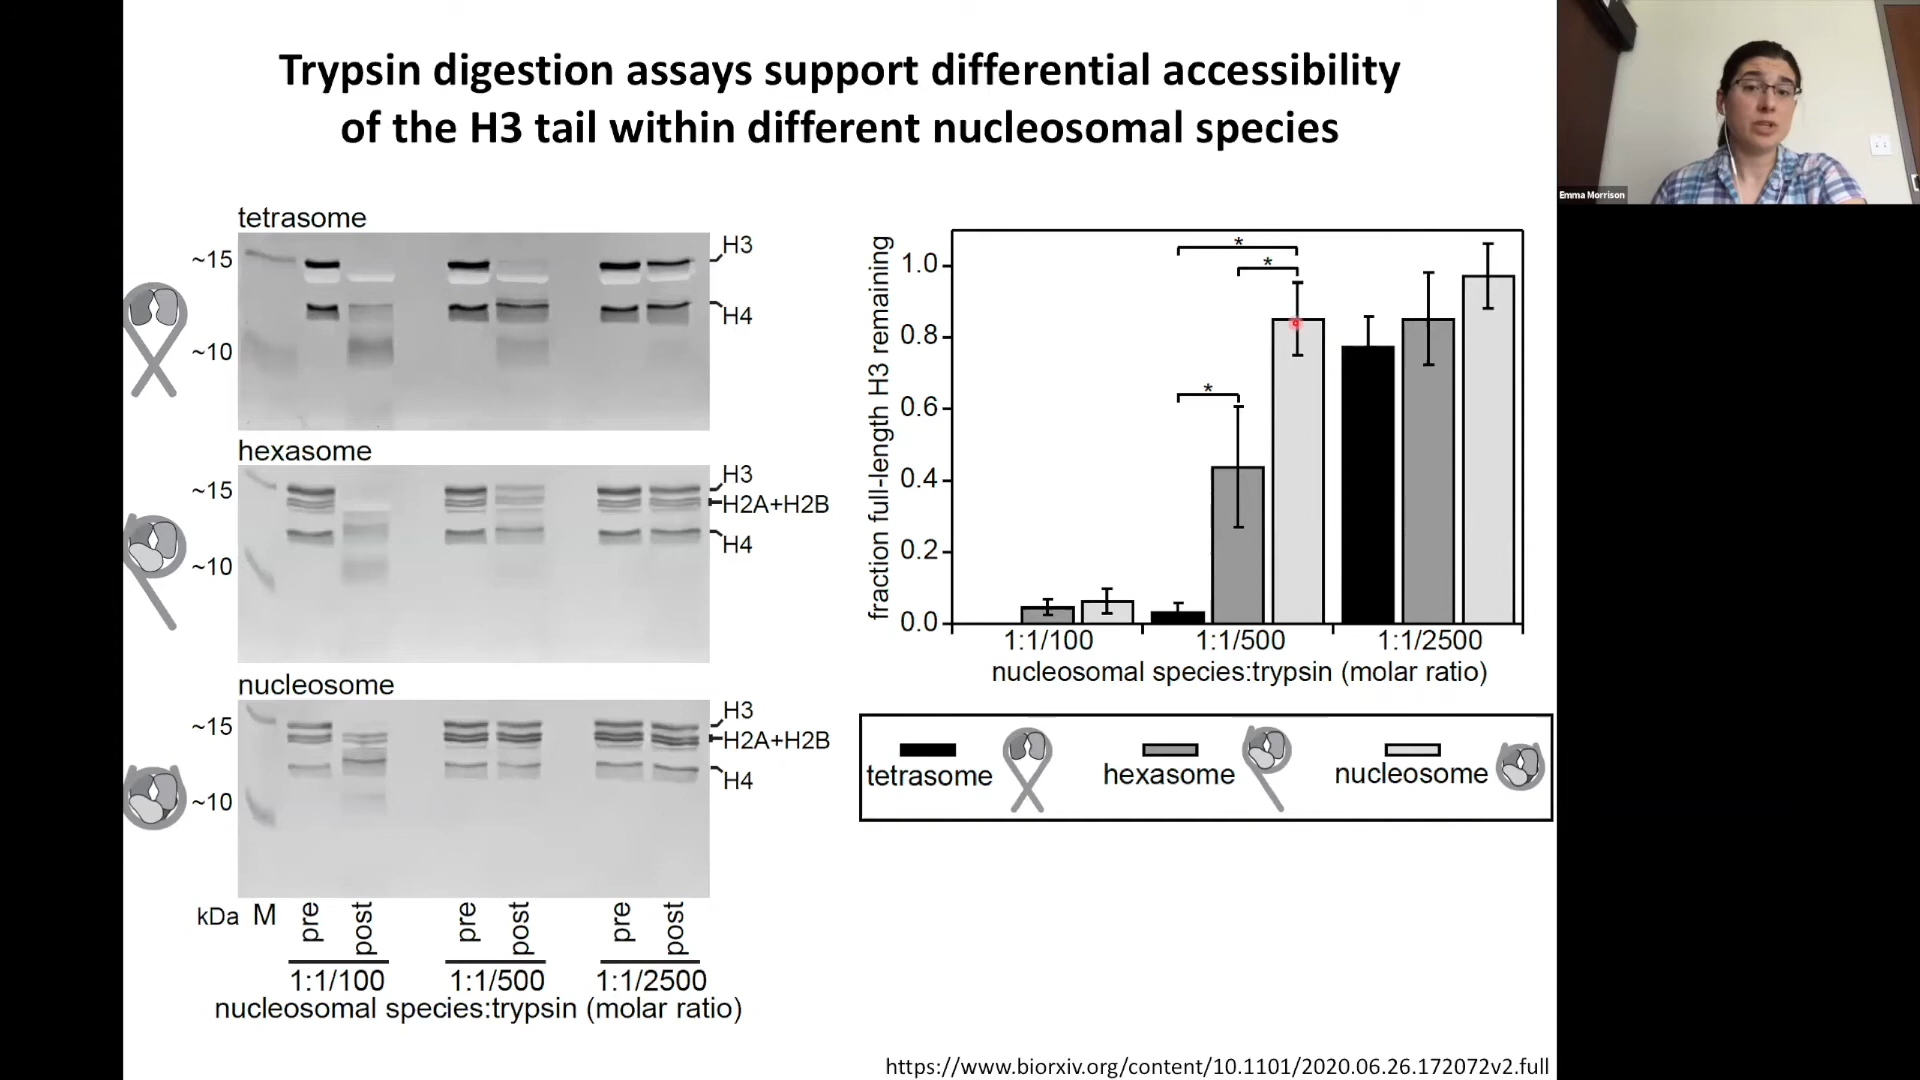 Trypsin digestion assays support differential accessibility
of the H3 tail within different nucleosomal species
Emma Morrison
tetrasome
~15
~10
H3
H4
hexasome
~15
~10
H3
H2A+H2B
H4
nucleosome
~15
~10
H3
H2A+H2B
H4
kDa M pre post pre post pre post
1:1/100 1:1/500 1:1/2500
nucleosomal species:trypsin (molar ratio)
fraction full-length H3 remaining
1.0
0.8
0.6
0.4
0.2
0.0
*
*
*
1:1/100 1:1/500 1:1/2500
nucleosomal species:trypsin (molar ratio)
tetrasome hexasome nucleosome
https://www.biorxiv.org/content/10.1101/2020.06.26.172072v2.full